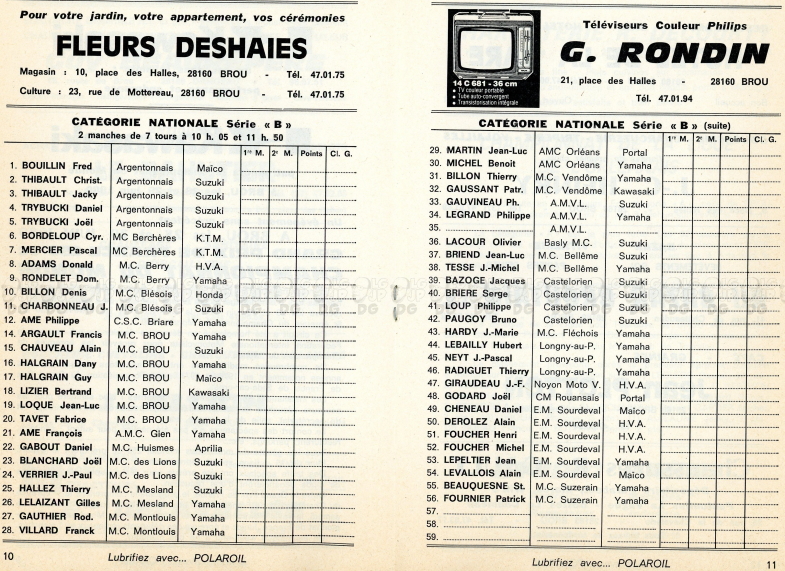 Pour votre jardin, votre appartement, vos cérémonies
FLEURS DESHAIES
Magasin : 10, place des Halles, 28160 BROU - Tél. 47.01.75
Culture : 23, rue de Mottereau, 28160 BROU - Tél. 47.01.75
CATÉGORIE NATIONALE Série « B »
2 manches de 7 tours à 10 h. 05 et 11 h. 50
1re M. 2e M. Points Cl. G.
1. BOUILLIN Fred Argentonnais Maïco
2. THIBAULT Christ. Argentonnais Suzuki
3. THIBAULT Jacky Argentonnais Suzuki
4. TRYBUCKI Daniel Argentonnais Suzuki
5. TRYBUCKI Joël Argentonnais Suzuki
6. BORDELOUP Cyr. MC Berchères K.T.M.
7. MERCIER Pascal MC Berchères K.T.M.
8. ADAMS Donald M.C. Berry H.V.A.
9. RONDELET Dom. M.C. Berry Yamaha
10. BILLON Denis M.C. Blésois Honda
11. CHARBONNEAU J. M.C. Blésois Suzuki
12. AME Philippe C.S.C. Briare Yamaha
14. ARGAULT Francis M.C. BROU Yamaha
15. CHAUVEAU Alain M.C. BROU Suzuki
16. HALGRAIN Dany M.C. BROU Yamaha
17. HALGRAIN Guy M.C. BROU Maïco
18. LIZIER Bertrand M.C. BROU Kawasaki
19. LOQUE Jean-Luc M.C. BROU Yamaha
20. TAVET Fabrice M.C. BROU Yamaha
21. AME François A.M.C. Gien Yamaha
22. GABOUT Daniel M.C. Huismes Aprilia
23. BLANCHARD Joël M.C. des Lions Suzuki
24. VERRIER J.-Paul M.C. des Lions Suzuki
25. HALLEZ Thierry M.C. Mesland Suzuki
26. LELAIZANT Gilles M.C. Mesland Yamaha
27. GAUTHIER Rod. M.C. Montlouis Yamaha
28. VILLARD Franck M.C. Montlouis Yamaha
10
Lubrifiez avec... POLAROIL
14 C 681 - 36 cm
• TV couleur portable
• Tube auto-convergent
• Transistorisation intégrale
Téléviseurs Couleur Philips
G. RONDIN
21, place des Halles - 28160 BROU
Tél. 47.01.94
CATÉGORIE NATIONALE Série « B » (suite)
1re M. 2e M. Points Cl. G.
29. MARTIN Jean-Luc AMC Orléans Portal
30. MICHEL Benoit AMC Orléans Yamaha
31. BILLON Thierry M.C. Vendôme Yamaha
32. GAUSSANT Patr. M.C. Vendôme Kawasaki
33. GAUVINEAU Ph. A.M.V.L. Suzuki
34. LEGRAND Philippe A.M.V.L. Yamaha
35. A.M.V.L.
36. LACOUR Olivier Basly M.C. Suzuki
37. BRIEND Jean-Luc M.C. Bellême Suzuki
38. TESSE J.-Michel M.C. Bellême Yamaha
39. BAZOGE Jacques Castelorien Suzuki
40. BRIERE Serge Castelorien Suzuki
41. LOUP Philippe Castelorien Suzuki
42. PAUGOY Bruno Castelorien Suzuki
43. HARDY J.-Marie M.C. Fléchois Yamaha
44. LEBAILLY Hubert Longny-au-P. Yamaha
45. NEYT J.-Pascal Longny-au-P. Yamaha
46. RADIGUET Thierry Longny-au-P. Yamaha
47. GIRAUDEAU J.-F. Noyon Moto V. H.V.A.
48. GODARD Joël CM Rouansais Portal
49. CHENEAU Daniel E.M. Sourdeval Maïco
50. DEROLEZ Alain E.M. Sourdeval H.V.A.
51. FOUCHER Henri E.M. Sourdeval H.V.A.
52. FOUCHER Michel E.M. Sourdeval H.V.A.
53. LEPELTIER Jean E.M. Sourdeval Yamaha
54. LEVALLOIS Alain E.M. Sourdeval Maïco
55. BEAUQUESNE St. M.C. Suzerain Yamaha
56. FOURNIER Patrick M.C. Suzerain Yamaha
57.
58.
59.
Lubrifiez avec... POLAROIL
11